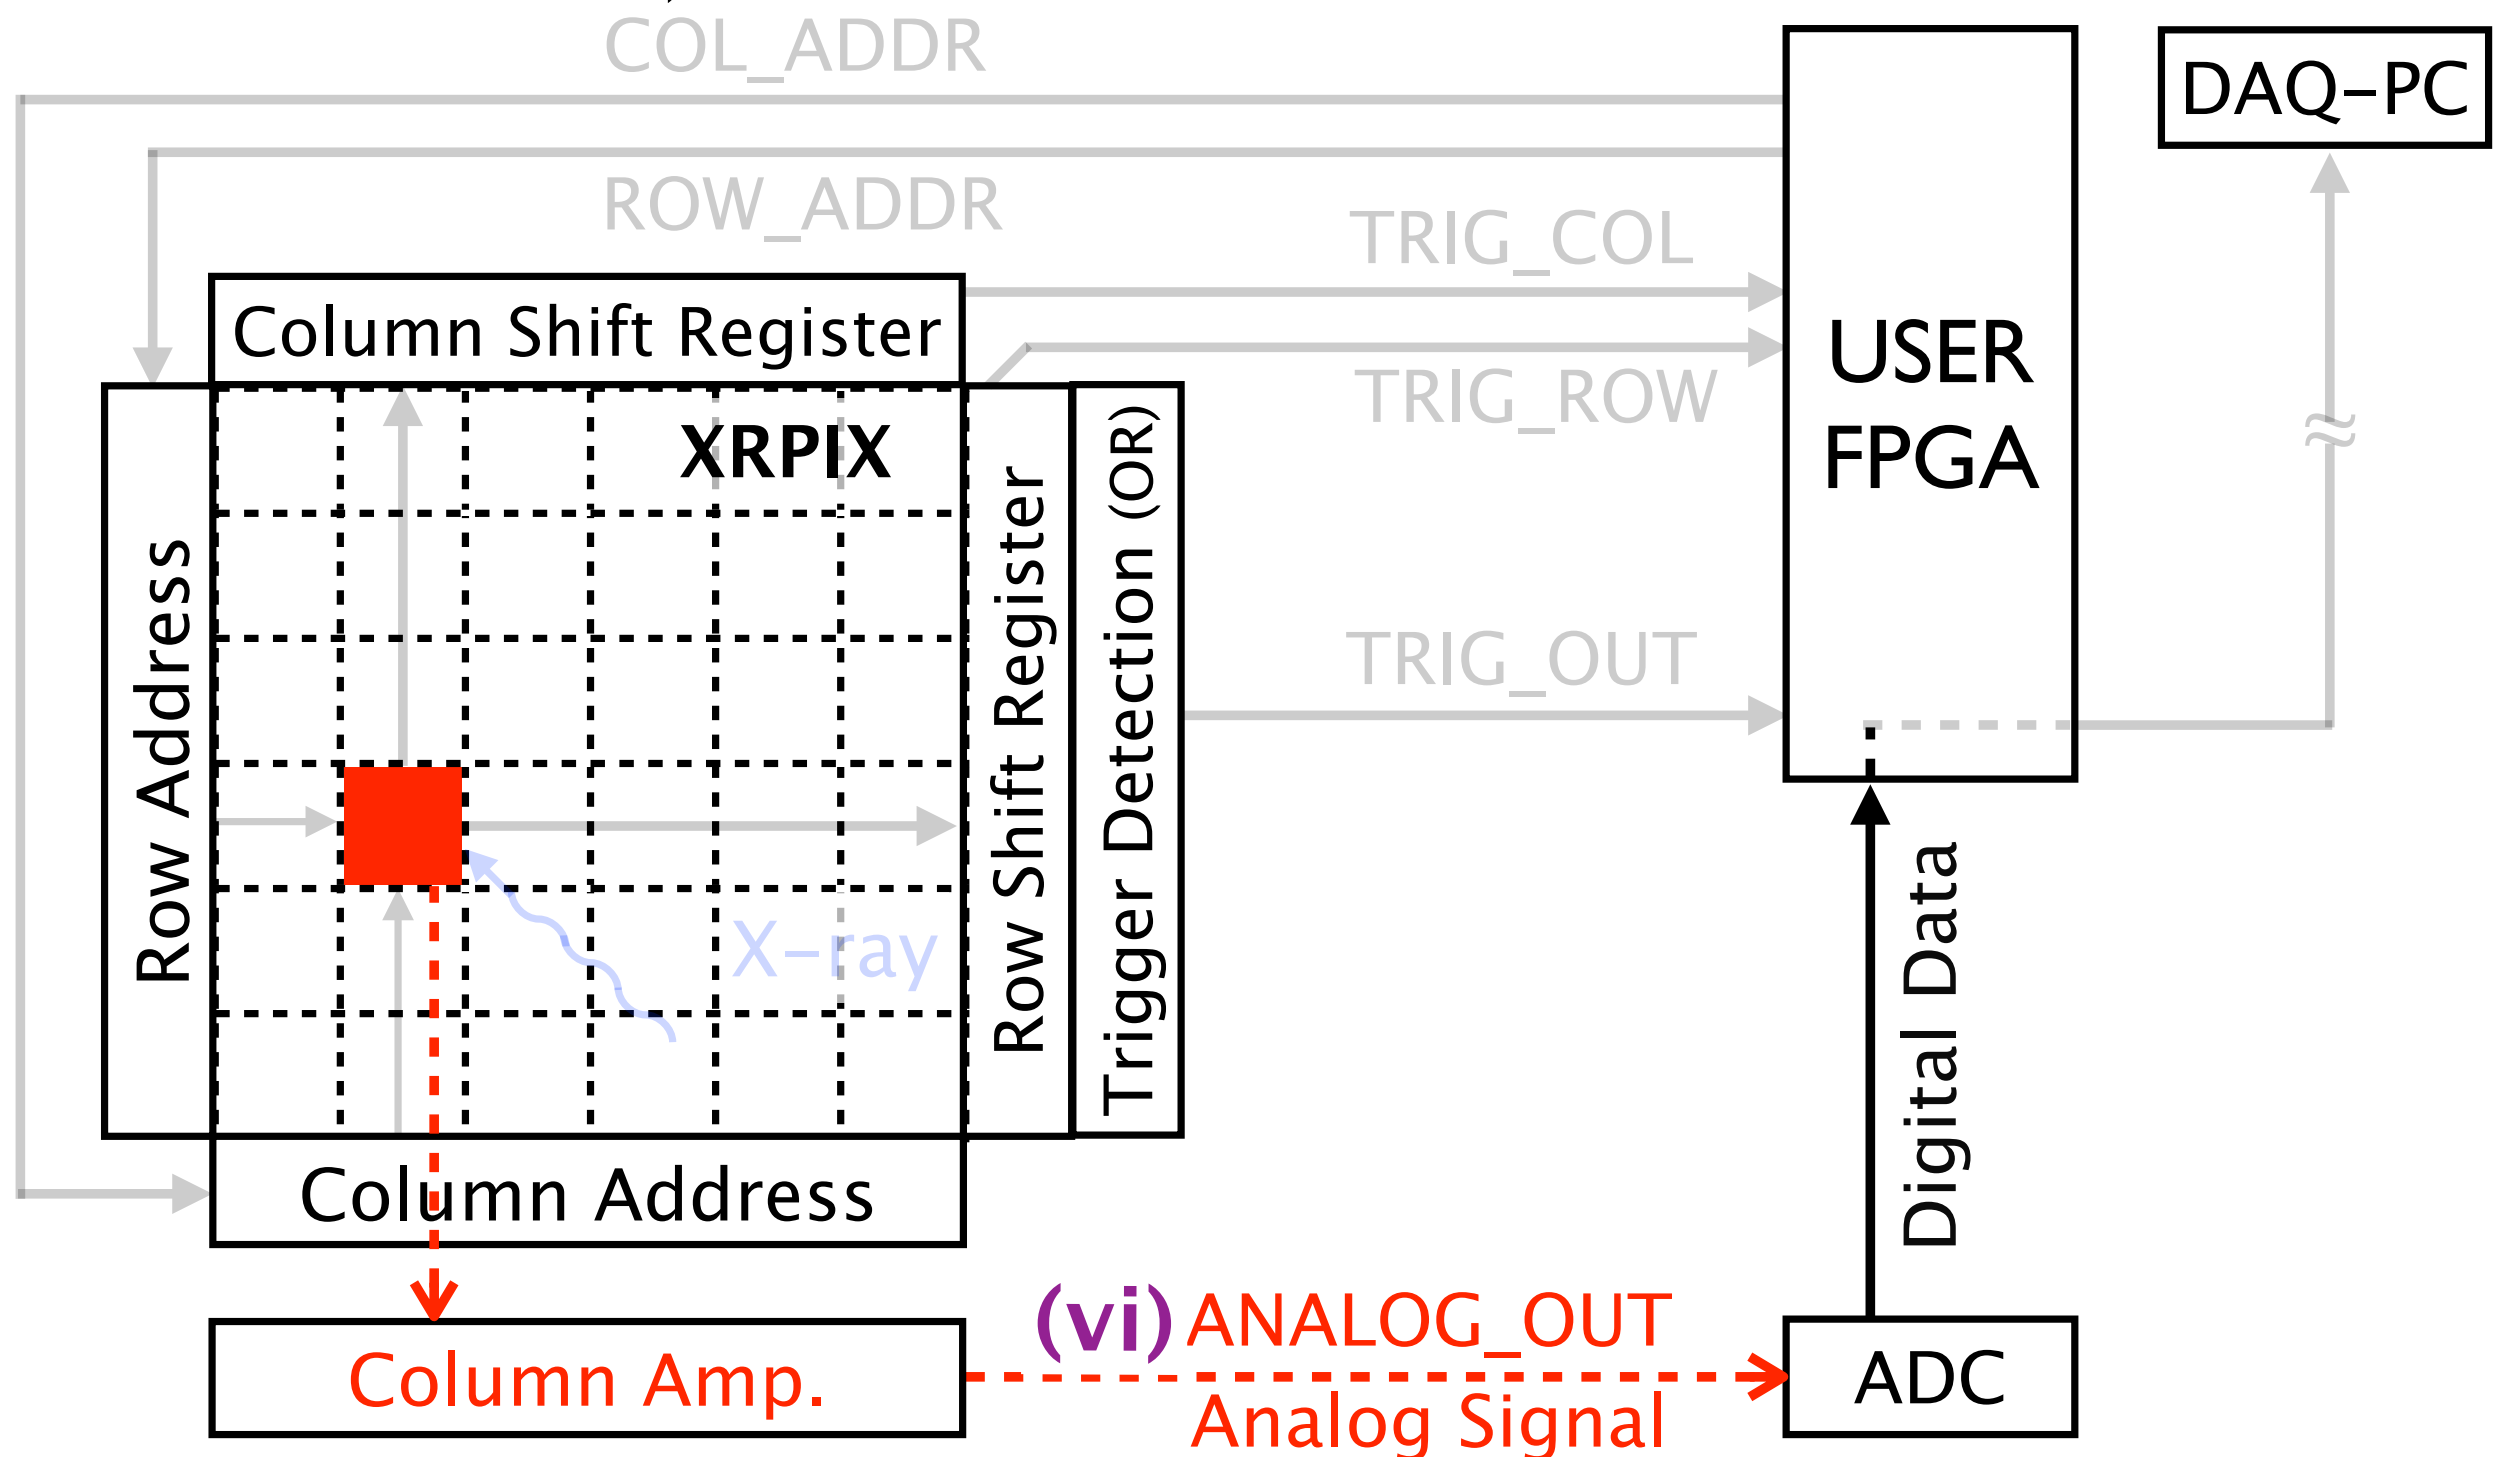 COL_ADDR
DAQ-PC
ROW_ADDR
TRIG_COL
Column Shift Register
USER
FPGA
TRIG_ROW
XRPIX
≈
TRIG_OUT
Row Address
Row Shift Register
Trigger Detection (OR)
X-ray
Digital Data
Column Address
(vi) ANALOG_OUT
Column Amp.
ADC
Analog Signal